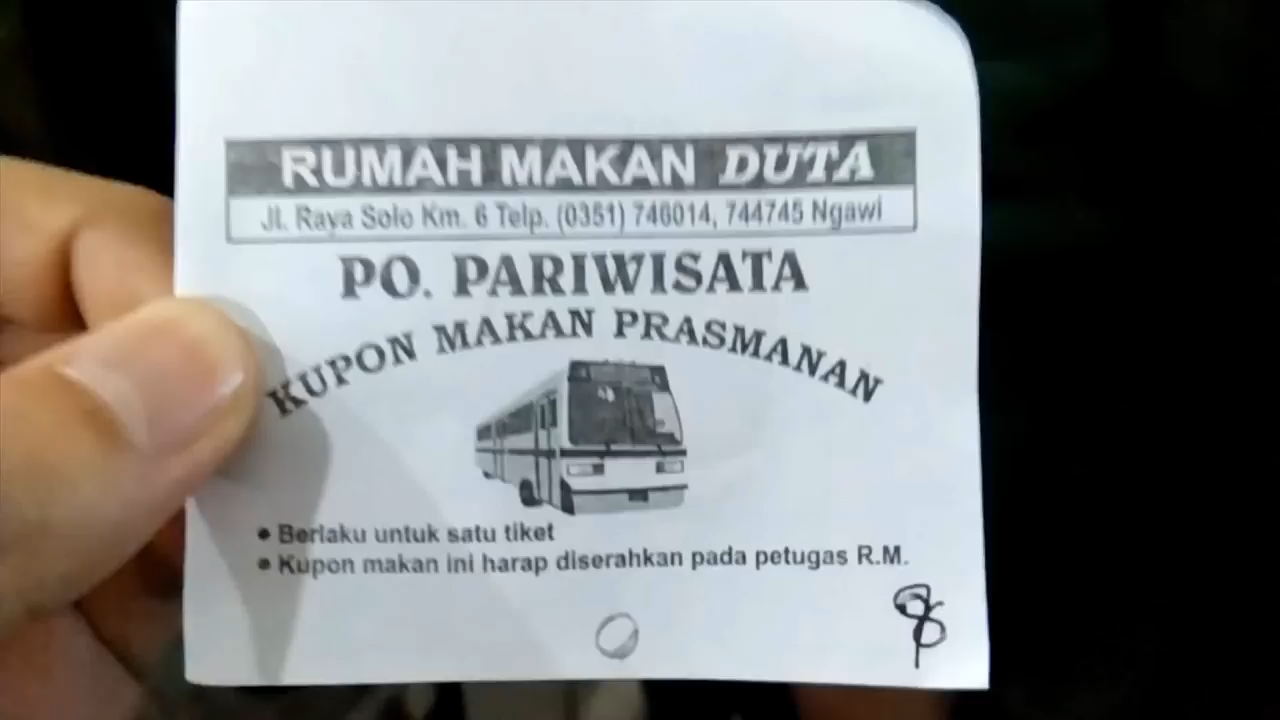 RUMAH MAKAN DUTA
Jl. Raya Solo Km. 6 Telp. (0351) 746014, 744745 Ngawi
PO. PARIWISATA
KUPON MAKAN PRASMANAN
• Berlaku untuk satu tiket
• Kupon makan ini harap diserahkan pada petugas R.M.